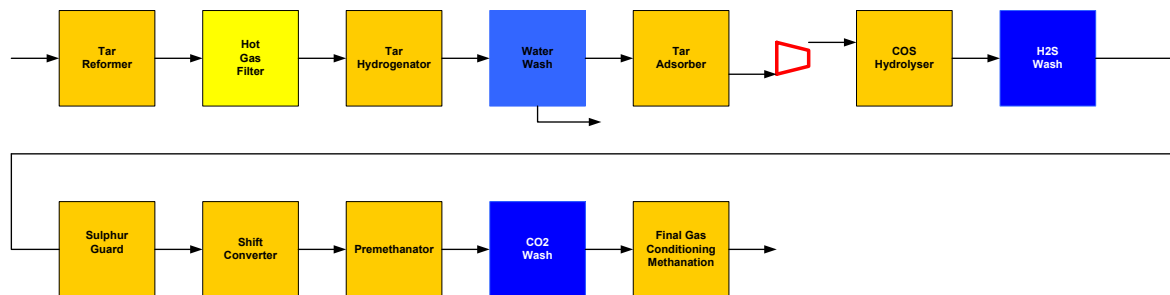 Tar
Reformer
Hot
Gas
Filter
Tar
Hydrogenator
Water
Wash
Tar
Adsorber
COS
Hydrolyser
H2S
Wash
Sulphur
Guard
Shift
Converter
Premethanator
CO2
Wash
Final Gas
Conditioning
Methanation